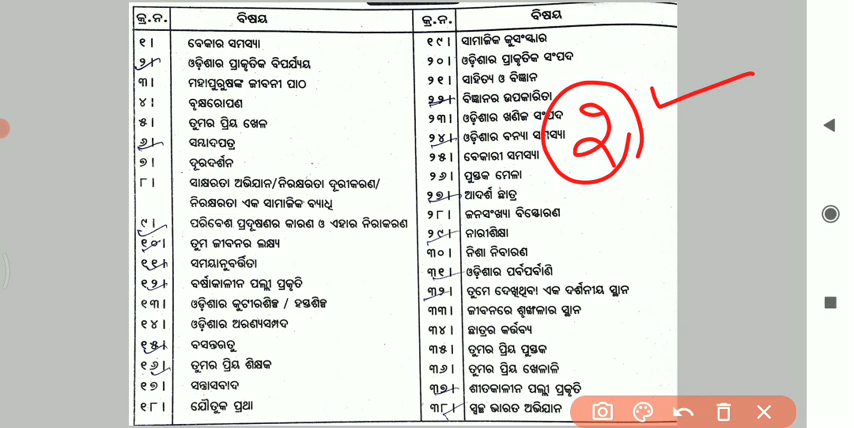 କ୍ର.ନ. ବିଷୟ
୧। ବେକାର ସମସ୍ୟା
୨। ଓଡ଼ିଶାର ପ୍ରାକୃତିକ ବିପର୍ଯ୍ୟୟ
୩। ମହାପୁରୁଷଙ୍କ ଜୀବନୀ ପାଠ
୪। ବୃକ୍ଷରୋପଣ
୫। ତୁମର ପ୍ରିୟ ଖେଳ
୬। ସମ୍ବାଦପତ୍ର
୭। ଦୂରଦର୍ଶନ
୮। ସାକ୍ଷରତା ଅଭିଯାନ/ନିରକ୍ଷରତା ଦୂରୀକରଣ/
ନିରକ୍ଷରତା ଏକ ସାମାଜିକ ବ୍ୟାଧି
୯। ପରିବେଶ ପ୍ରଦୂଷଣର କାରଣ ଓ ଏହାର ନିରାକରଣ
୧୦। ତୁମ ଜୀବନର ଲକ୍ଷ୍ୟ
୧୧। ସମୟାନୁବର୍ତ୍ତିତା
୧୨। ବର୍ଷାକାଳୀନ ପଲ୍ଲୀ ପ୍ରକୃତି
୧୩। ଓଡ଼ିଶାର କୁଟୀରଶିଳ୍ପ / ହସ୍ତଶିଳ୍ପ
୧୪। ଓଡ଼ିଶାର ଅରଣ୍ୟସମ୍ପଦ
୧୫। ବସନ୍ତଋତୁ
୧୬। ତୁମର ପ୍ରିୟ ଶିକ୍ଷକ
୧୭। ସନ୍ତ୍ରାସବାଦ
୧୮। ଯୌତୁକ ପ୍ରଥା
କ୍ର.ନ. ବିଷୟ
୧୯। ସାମାଜିକ କୁସଂସ୍କାର
୨୦। ଓଡ଼ିଶାର ପ୍ରାକୃତିକ ସଂପଦ
୨୧। ସାହିତ୍ୟ ଓ ବିଜ୍ଞାନ
୨୨। ବିଜ୍ଞାନର ଉପକାରିତା
୨୩। ଓଡ଼ିଶାର ଖଣିଜ ସଂପଦ
୨୪। ଓଡ଼ିଶାର ବନ୍ୟା ସମସ୍ୟା
୨୫। ବେକାରୀ ସମସ୍ୟା
୨୬। ପୁସ୍ତକ ମେଳା
୨୭। ଆଦର୍ଶ ଛାତ୍ର
୨୮। ଜନସଂଖ୍ୟା ବିସ୍ଫୋରଣ
୨୯। ନାରୀଶିକ୍ଷା
୩୦। ନିଶା ନିବାରଣ
୩୧। ଓଡ଼ିଶାର ପର୍ବପର୍ବାଣି
୩୨। ତୁମେ ଦେଖିଥିବା ଏକ ଦର୍ଶନୀୟ ସ୍ଥାନ
୩୩। ଜୀବନରେ ଶୃଙ୍ଖଳାର ସ୍ଥାନ
୩୪। ଛାତ୍ରର କର୍ତ୍ତବ୍ୟ
୩୫। ତୁମର ପ୍ରିୟ ପୁସ୍ତକ
୩୬। ତୁମର ପ୍ରିୟ ଖେଳାଳି
୩୭। ଶୀତକାଳୀନ ପଲ୍ଲୀ ପ୍ରକୃତି
୩୮। ସ୍ୱଚ୍ଛ ଭାରତ ଅଭିଯାନ
୨